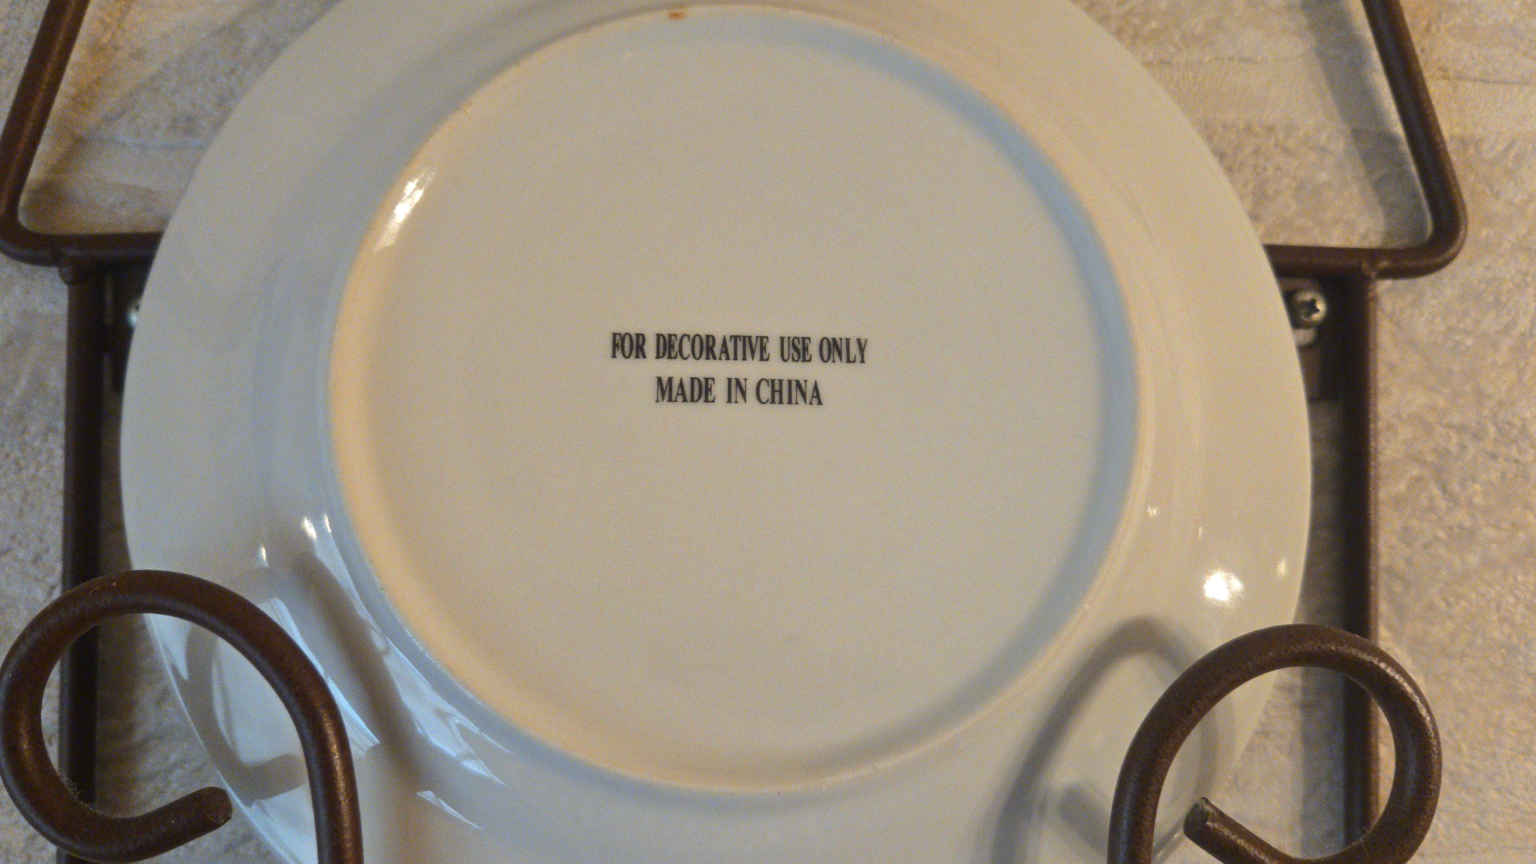 FOR DECORATIVE USE ONLY
MADE IN CHINA